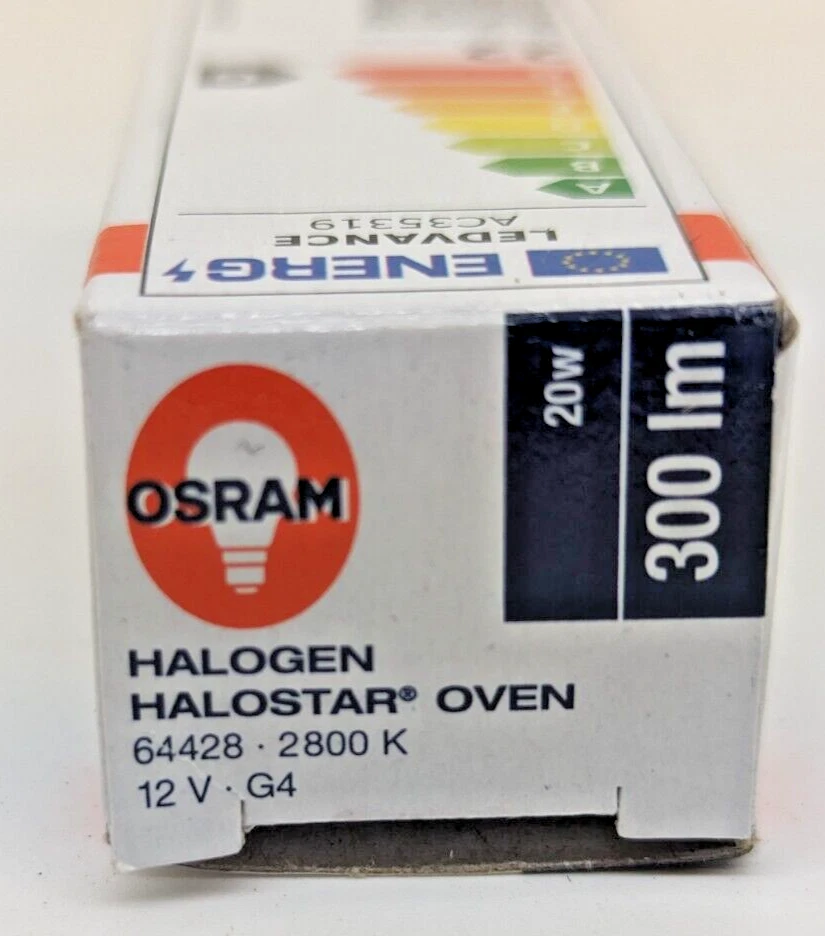 ENERG
LEDVANCE
AC35319
A
B
OSRAM
20w
300 lm
HALOGEN
HALOSTAR® OVEN
64428 · 2800 K
12 V · G4